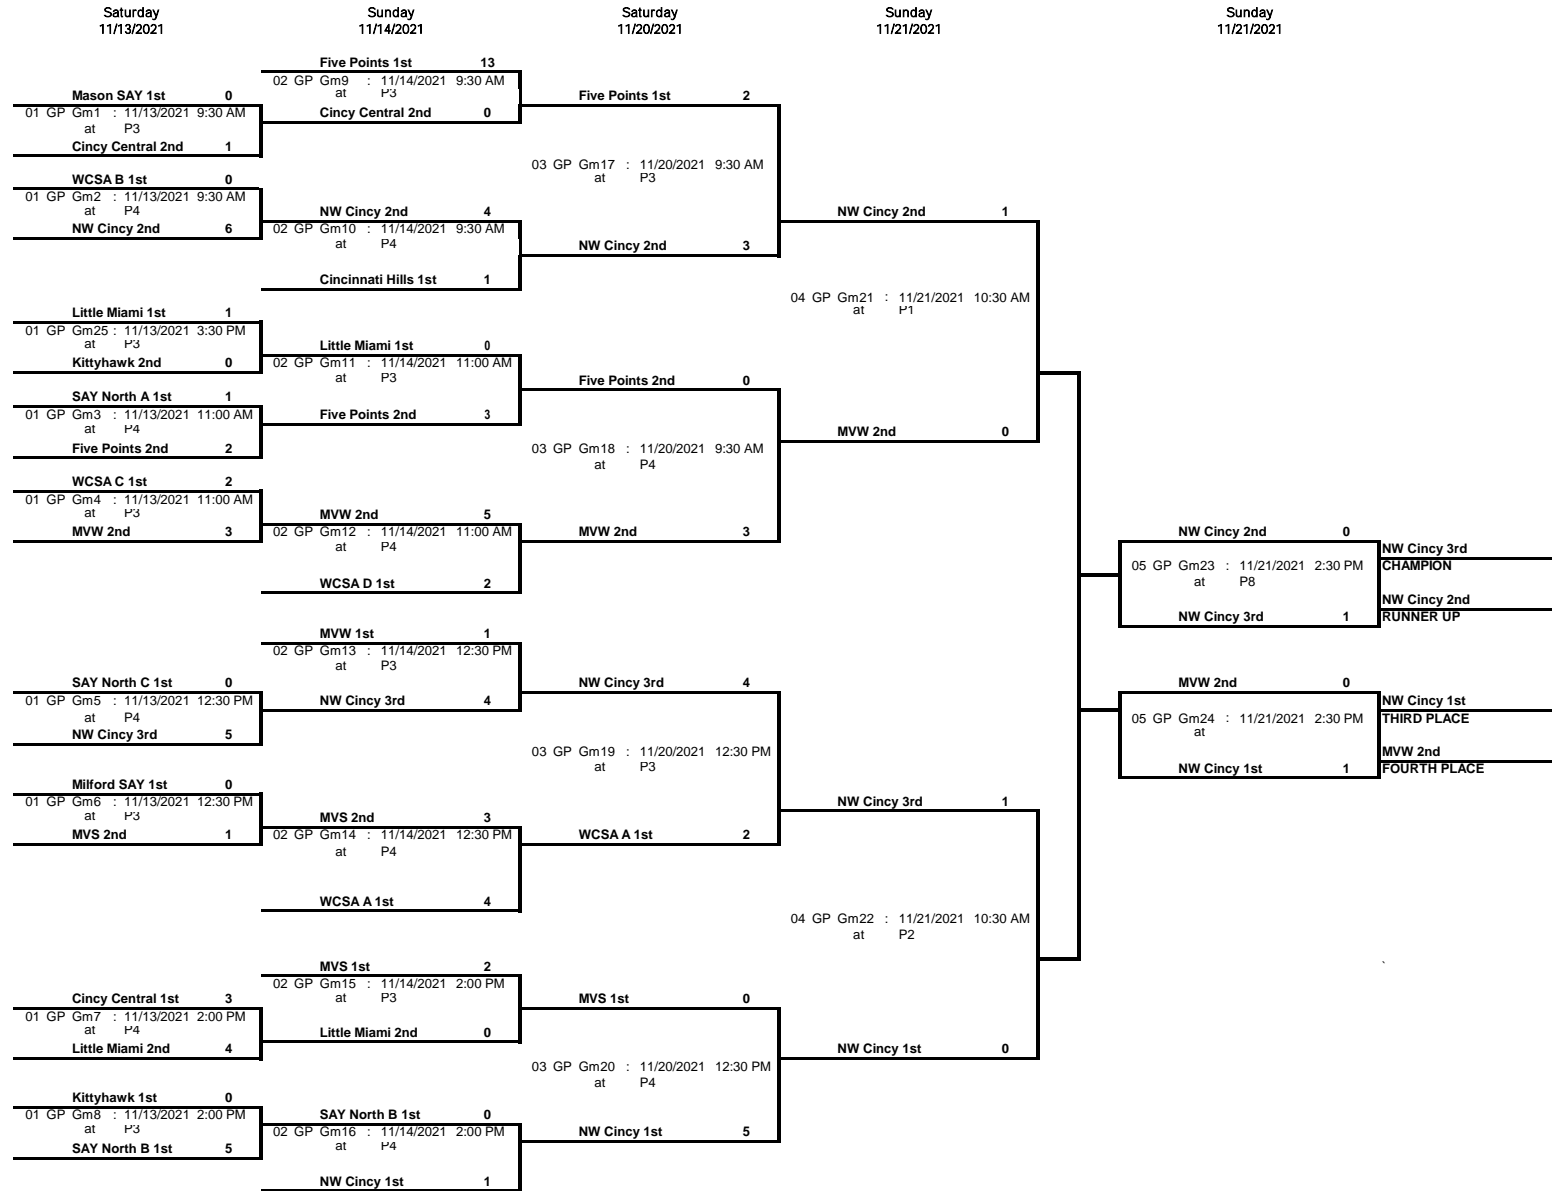 Saturday
11/13/2021
Sunday
11/14/2021
Saturday
11/20/2021
Sunday
11/21/2021
Sunday
11/21/2021
Mason SAY 1st 0
01 GP Gm1 : 11/13/2021 9:30 AM
at P3
Cincy Central 2nd 1
WCSA B 1st 0
01 GP Gm2 : 11/13/2021 9:30 AM
at P4
NW Cincy 2nd 6
Little Miami 1st 1
01 GP Gm25 : 11/13/2021 3:30 PM
at P3
Kittyhawk 2nd 0
SAY North A 1st 1
01 GP Gm3 : 11/13/2021 11:00 AM
at P4
Five Points 2nd 2
WCSA C 1st 2
01 GP Gm4 : 11/13/2021 11:00 AM
at P3
MVW 2nd 3
SAY North C 1st 0
01 GP Gm5 : 11/13/2021 12:30 PM
at P4
NW Cincy 3rd 5
Milford SAY 1st 0
01 GP Gm6 : 11/13/2021 12:30 PM
at P3
MVS 2nd 1
Cincy Central 1st 3
01 GP Gm7 : 11/13/2021 2:00 PM
at P4
Little Miami 2nd 4
Kittyhawk 1st 0
01 GP Gm8 : 11/13/2021 2:00 PM
at P3
SAY North B 1st 5
Five Points 1st 13
02 GP Gm9 : 11/14/2021 9:30 AM
at P3
Cincy Central 2nd 0
NW Cincy 2nd 4
02 GP Gm10 : 11/14/2021 9:30 AM
at P4
Cincinnati Hills 1st 1
Little Miami 1st 0
02 GP Gm11 : 11/14/2021 11:00 AM
at P3
Five Points 2nd 3
MVW 2nd 5
02 GP Gm12 : 11/14/2021 11:00 AM
at P4
WCSA D 1st 2
MVW 1st 1
02 GP Gm13 : 11/14/2021 12:30 PM
at P3
NW Cincy 3rd 4
MVS 2nd 3
02 GP Gm14 : 11/14/2021 12:30 PM
at P4
WCSA A 1st 4
MVS 1st 2
02 GP Gm15 : 11/14/2021 2:00 PM
at P3
Little Miami 2nd 0
SAY North B 1st 0
02 GP Gm16 : 11/14/2021 2:00 PM
at P4
NW Cincy 1st 1
Five Points 1st 2
03 GP Gm17 : 11/20/2021 9:30 AM
at P3
NW Cincy 2nd 3
Five Points 2nd 0
03 GP Gm18 : 11/20/2021 9:30 AM
at P4
MVW 2nd 3
NW Cincy 3rd 4
03 GP Gm19 : 11/20/2021 12:30 PM
at P3
WCSA A 1st 2
MVS 1st 0
03 GP Gm20 : 11/20/2021 12:30 PM
at P4
NW Cincy 1st 5
NW Cincy 2nd 1
04 GP Gm21 : 11/21/2021 10:30 AM
at P1
MVW 2nd 0
NW Cincy 3rd 1
04 GP Gm22 : 11/21/2021 10:30 AM
at P2
NW Cincy 1st 0
NW Cincy 2nd 0
05 GP Gm23 : 11/21/2021 2:30 PM
at P8
NW Cincy 3rd 1
MVW 2nd 0
05 GP Gm24 : 11/21/2021 2:30 PM
at
NW Cincy 1st 1
NW Cincy 3rd
CHAMPION
NW Cincy 2nd
RUNNER UP
NW Cincy 1st
THIRD PLACE
MVW 2nd
FOURTH PLACE
`